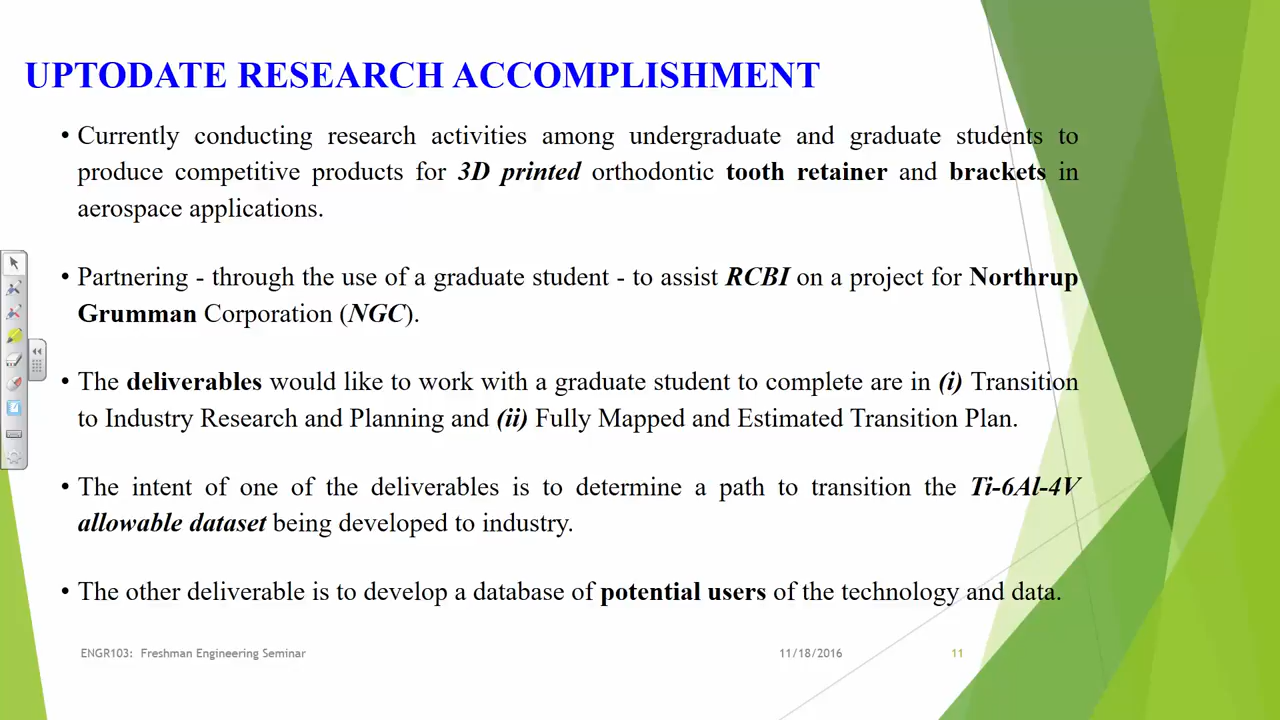 UPTODATE RESEARCH ACCOMPLISHMENT
• Currently conducting research activities among undergraduate and graduate students to
produce competitive products for 3D printed orthodontic tooth retainer and brackets in
aerospace applications.
• Partnering - through the use of a graduate student - to assist RCBI on a project for Northrup
Grumman Corporation (NGC).
• The deliverables would like to work with a graduate student to complete are in (i) Transition
to Industry Research and Planning and (ii) Fully Mapped and Estimated Transition Plan.
• The intent of one of the deliverables is to determine a path to transition the Ti-6Al-4V
allowable dataset being developed to industry.
• The other deliverable is to develop a database of potential users of the technology and data.
ENGR103: Freshman Engineering Seminar 11/18/2016 11